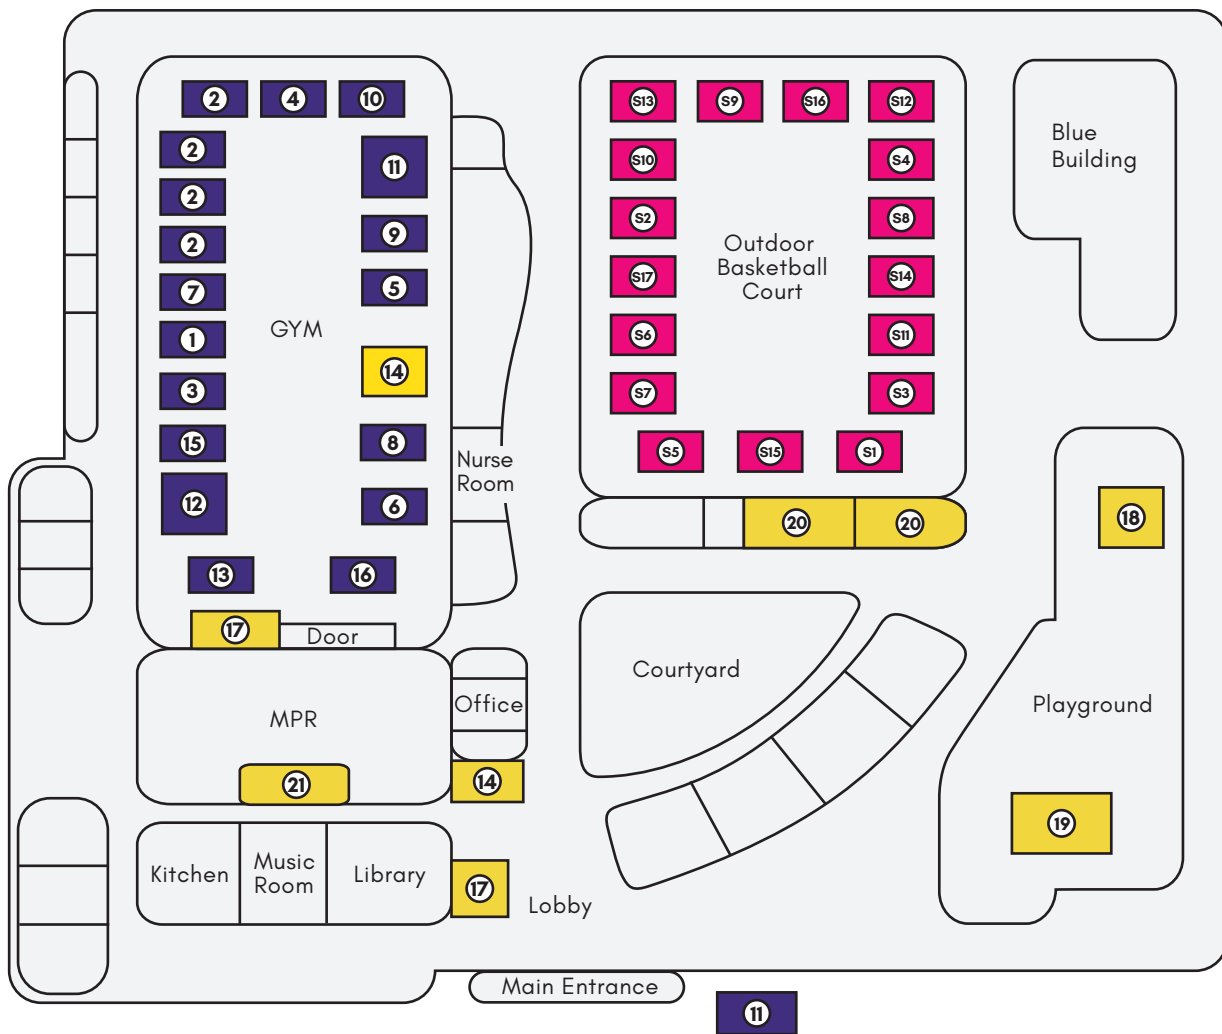 2
4
10
2
11
2
9
2
5
7
GYM
1
14
3
8
15
Nurse
Room
12
6
13
16
17
Door
S13
S9
S16
S12
S10
S4
S2
S8
Outdoor
Basketball
Court
S17
S14
S6
S11
S7
S3
S5
S15
S1
20
20
Blue
Building
18
Courtyard
Playground
19
MPR
Office
21
14
Kitchen
Music
Room
Library
17
Lobby
Main Entrance
11